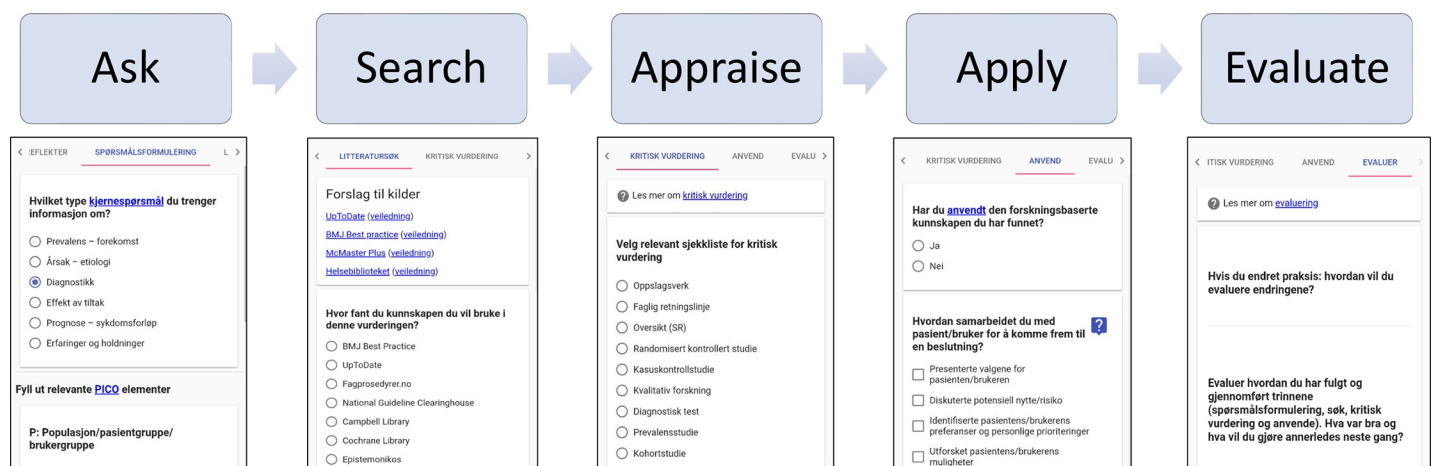 Ask
Search
Appraise
Apply
Evaluate
EFLEKTER SPØRSMÅLSFORMULERING L
Hvilket type kjernespørsmål du trenger
informasjon om?
Prevalens – forekomst
Årsak – etiologi
Diagnostikk
Effekt av tiltak
Prognose – sykdomsforløp
Erfaringer og holdninger
Fyll ut relevante PICO elementer
P: Populasjon/pasientgruppe/
brukergruppe
LITTERATURSØK KRITISK VURDERING
Forslag til kilder
UpToDate (veiledning)
BMJ Best practice (veiledning)
McMaster Plus (veiledning)
Helsebiblioteket (veiledning)
Hvor fant du kunnskapen du vil bruke i
denne vurderingen?
BMJ Best Practice
UpToDate
Fagprosedyrer.no
National Guideline Clearinghouse
Campbell Library
Cochrane Library
Epistemonikos
KRITISK VURDERING ANVEND EVALU
Les mer om kritisk vurdering
Velg relevant sjekkliste for kritisk
vurdering
Oppslagsverk
Faglig retningslinje
Oversikt (SR)
Randomisert kontrollert studie
Kasuskontrollstudie
Kvalitativ forskning
Diagnostisk test
Prevalensstudie
Kohortstudie
KRITISK VURDERING ANVEND EVALU
Har du anvendt den forskningsbaserte
kunnskapen du har funnet?
Ja
Nei
Hvordan samarbeidet du med
pasient/bruker for å komme frem til
en beslutning?
Presenterte valgene for
pasienten/brukeren
Diskuterte potensiell nytte/risiko
Identifiserte pasientens/brukerens
preferanser og personlige prioriteringer
Utforsket pasientens/brukerens
muligheter
ITISK VURDERING ANVEND EVALUER
Les mer om evaluering
Hvis du endret praksis: hvordan vil du
evaluere endringene?
Evaluer hvordan du har fulgt og
gjennomført trinnene
(spørsmålsformulering, søk, kritisk
vurdering og anvende). Hva var bra og
hva vil du gjøre annerledes neste gang?